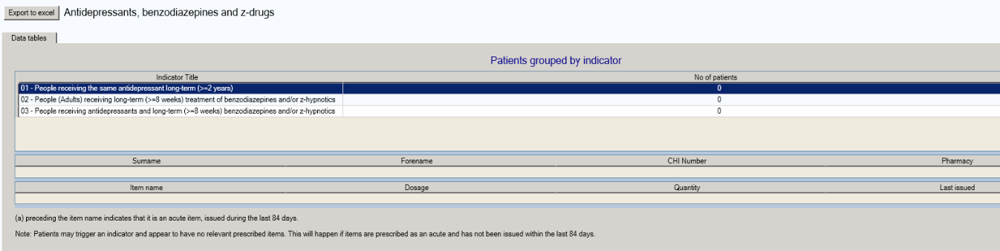 Export to excel Antidepressants, benzodiazepines and z-drugs
Data tables
Patients grouped by indicator
Indicator Title No of patients
01 - People receiving the same antidepressant long-term (>=2 years) 0
02 - People (Adults) receiving long-term (>=8 weeks) treatment of benzodiazepines and/or z-hypnotics 0
03 - People receiving antidepressants and long-term (>=8 weeks) benzodiazepines and/or z-hypnotics 0
Surname Forename CHI Number Pharmacy
Item name Dosage Quantity Last issued
(a) preceding the item name indicates that it is an acute item, issued during the last 84 days.
Note: Patients may trigger an indicator and appear to have no relevant prescribed items. This will happen if items are prescribed as an acute and has not been issued within the last 84 days.